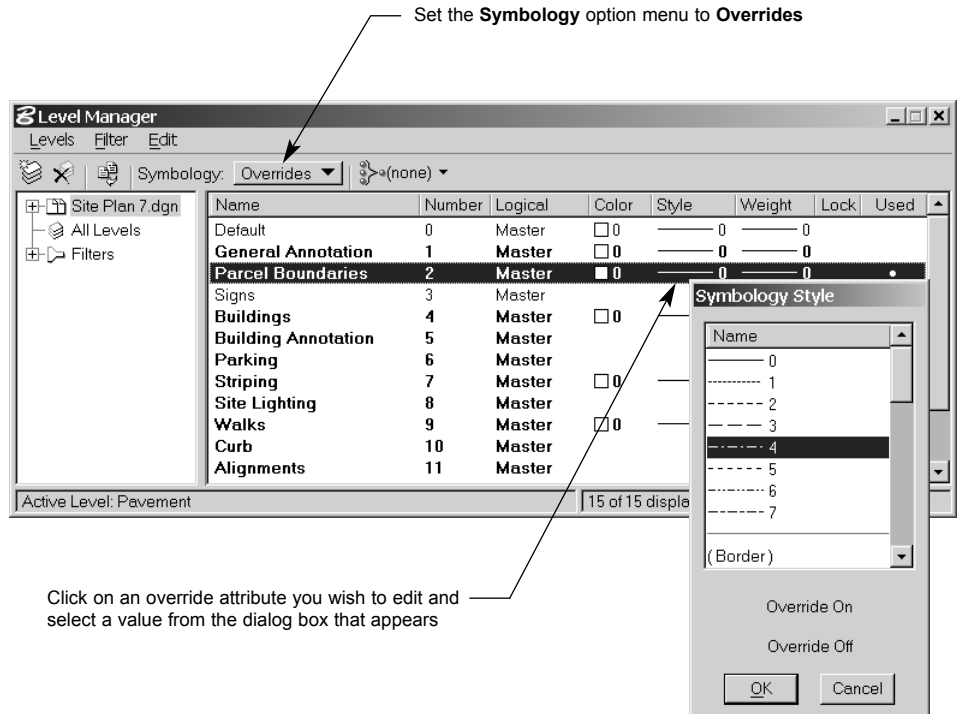 Set the Symbology option menu to Overrides
Level Manager
Levels Filter Edit
Symbology: Overrides (none)
Site Plan 7.dgn
All Levels
Filters
Name Number Logical Color Style Weight Lock Used
Default 0 Master 0 0 0
General Annotation 1 Master 0 0 0
Parcel Boundaries 2 Master 0 0 0
Signs 3 Master
Buildings 4 Master 0
Building Annotation 5 Master
Parking 6 Master
Striping 7 Master 0
Site Lighting 8 Master
Walks 9 Master 0
Curb 10 Master
Alignments 11 Master
Active Level: Pavement
15 of 15 displa
Symbology Style
Name
0
1
2
3
4
5
6
7
(Border)
Override On
Override Off
OK Cancel
Click on an override attribute you wish to edit and
select a value from the dialog box that appears